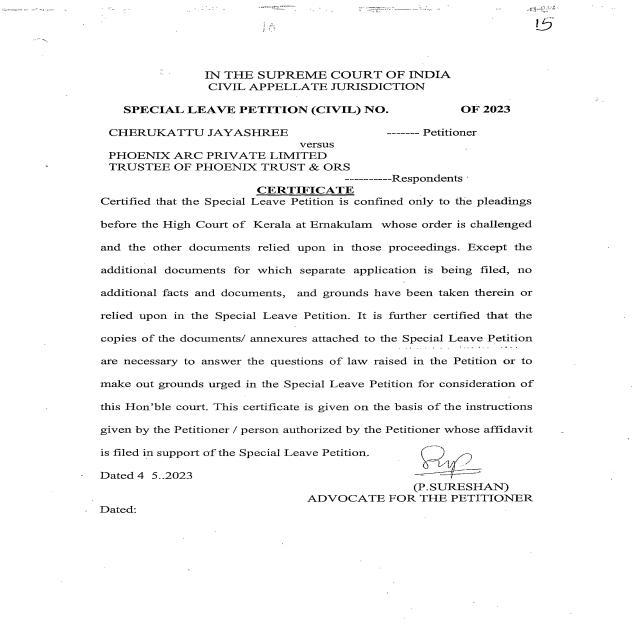 15
IN THE SUPREME COURT OF INDIA
CIVIL APPELLATE JURISDICTION
SPECIAL LEAVE PETITION (CIVIL) NO. OF 2023
CHERUKATTU JAYASHREE ------- Petitioner
versus
PHOENIX ARC PRIVATE LIMITED
TRUSTEE OF PHOENIX TRUST & ORS
----------Respondents
CERTIFICATE
Certified that the Special Leave Petition is confined only to the pleadings
before the High Court of Kerala at Ernakulam whose order is challenged
and the other documents relied upon in those proceedings. Except the
additional documents for which separate application is being filed, no
additional facts and documents, and grounds have been taken therein or
relied upon in the Special Leave Petition. It is further certified that the
copies of the documents/ annexures attached to the Special Leave Petition
are necessary to answer the questions of law raised in the Petition or to
make out grounds urged in the Special Leave Petition for consideration of
this Hon'ble court. This certificate is given on the basis of the instructions
given by the Petitioner / person authorized by the Petitioner whose affidavit
is filed in support of the Special Leave Petition.
Dated 4 5..2023
(P.SURESHAN)
ADVOCATE FOR THE PETITIONER
Dated: